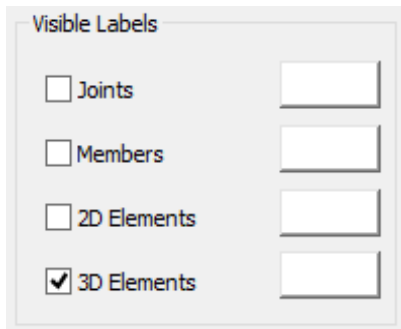 Visible Labels
Joints
Members
2D Elements
3D Elements